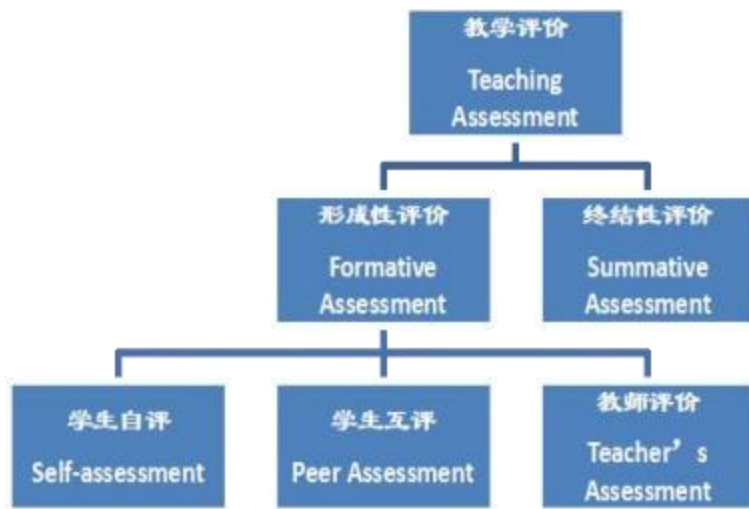 教学评价
Teaching
Assessment
形成性评价
Formative
Assessment
终结性评价
Summative
Assessment
学生自评
Self-assessment
学生互评
Peer Assessment
教师评价
Teacher’s
Assessment